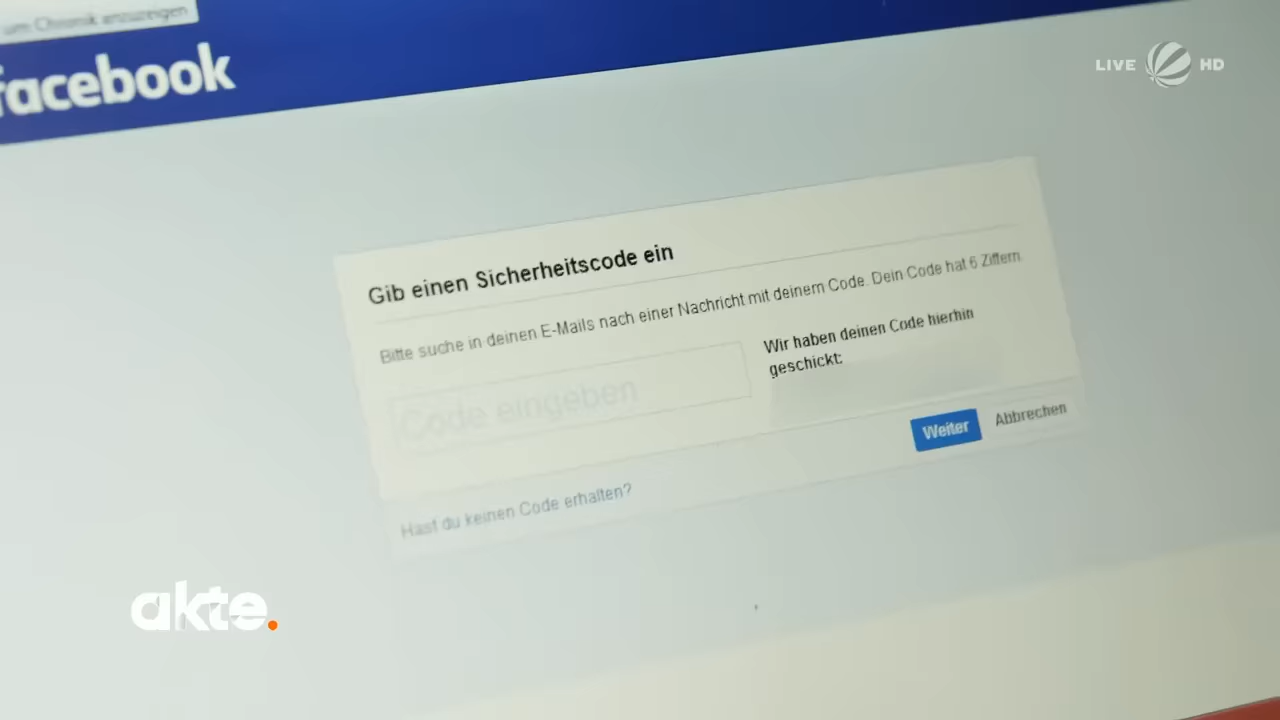 um Chronik anzuzeigen
facebook
LIVE HD
Gib einen Sicherheitscode ein
Bitte suche in deinen E-Mails nach einer Nachricht mit deinem Code. Dein Code hat 6 Ziffern
Code eingeben
Wir haben deinen Code hierhin
geschickt:
Weiter Abbrechen
Hast du keinen Code erhalten?
akte.